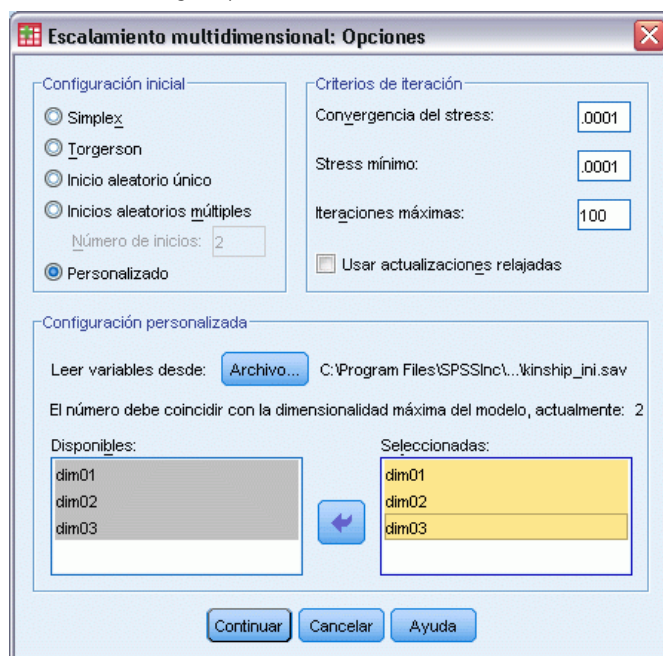 Escalamiento multidimensional: Opciones
Configuración inicial
Simplex
Torgerson
Inicio aleatorio único
Inicios aleatorios múltiples
Número de inicios: 2
Personalizado
Criterios de iteración
Convergencia del stress: .0001
Stress mínimo: .0001
Iteraciones máximas: 100
Usar actualizaciones relajadas
Configuración personalizada
Leer variables desde: Archivo... C:\Program Files\SPSSInc\...\kinship_ini.sav
El número debe coincidir con la dimensionalidad máxima del modelo, actualmente: 2
Disponibles:
dim01
dim02
dim03
Seleccionadas:
dim01
dim02
dim03
Continuar Cancelar Ayuda